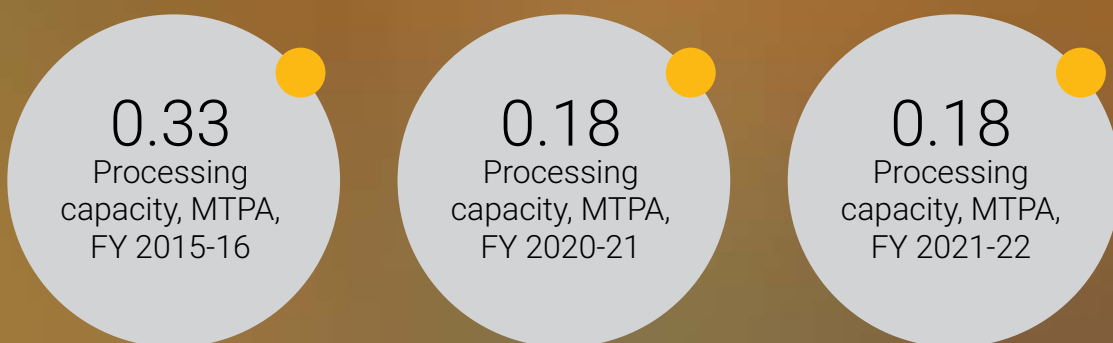 0.33
Processing
capacity, MTPA,
FY 2015-16
0.18
Processing
capacity, MTPA,
FY 2020-21
0.18
Processing
capacity, MTPA,
FY 2021-22